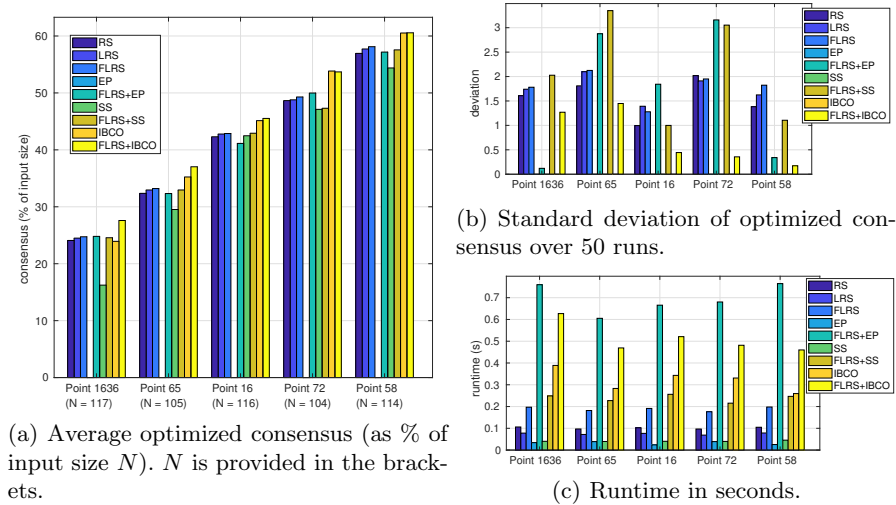 60
50
40
30
20
10
0
consensus (% of input size)
RS
LRS
FLRS
EP
FLRS+EP
SS
FLRS+SS
IBCO
FLRS+IBCO
Point 1636
(N = 117)
Point 65
(N = 105)
Point 16
(N = 116)
Point 72
(N = 104)
Point 58
(N = 114)
(a) Average optimized consensus (as % of
input size N). N is provided in the brack-
ets.
3
2.5
2
1.5
1
0.5
0
deviation
Point 1636
Point 65
Point 16
Point 72
Point 58
RS
LRS
FLRS
EP
FLRS+EP
SS
FLRS+SS
IBCO
FLRS+IBCO
(b) Standard deviation of optimized con-
sensus over 50 runs.
0.7
0.6
0.5
0.4
0.3
0.2
0.1
0
runtime (s)
Point 1636
Point 65
Point 16
Point 72
Point 58
RS
LRS
FLRS
EP
FLRS+EP
SS
FLRS+SS
IBCO
FLRS+IBCO
(c) Runtime in seconds.